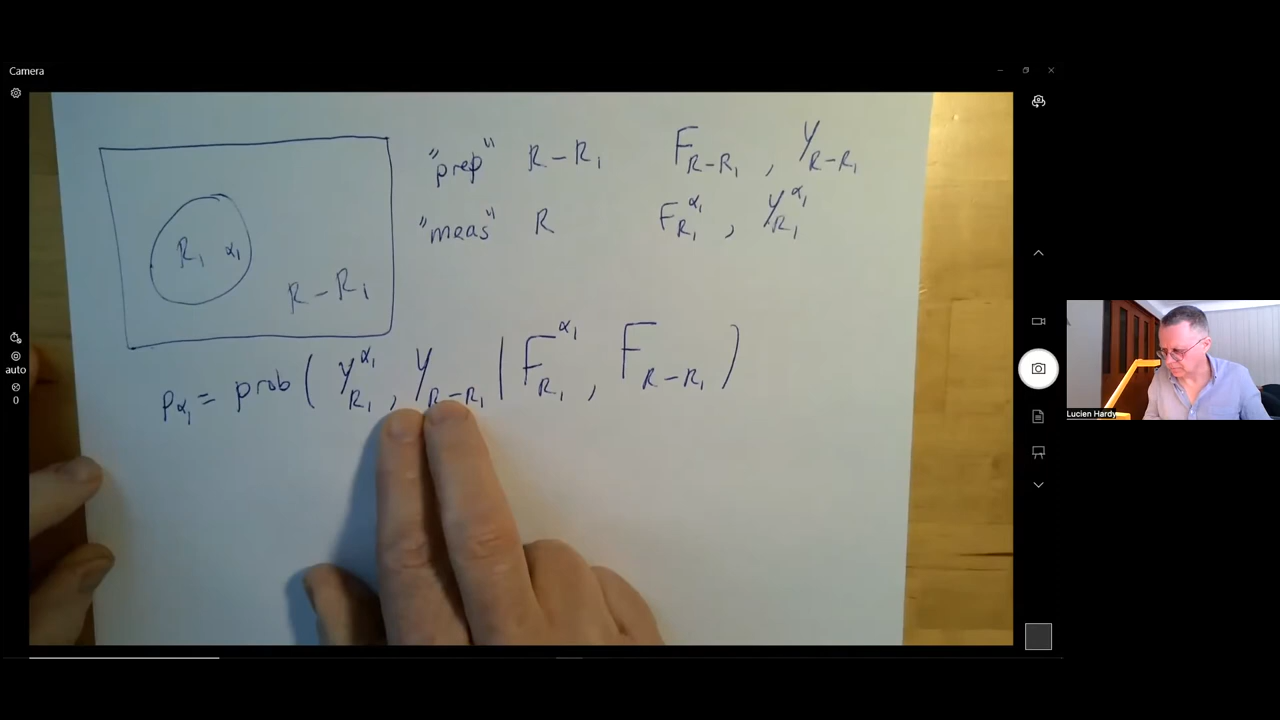 Camera
"prep" R – R₁ F_{R–R₁} , Y_{R–R₁}
"meas" R F_{R₁}^{α₁} , Y_{R₁}^{α₁}
R₁ α₁
R – R₁
p_{α₁} = prob ( Y_{R₁}^{α₁} , Y_{R–R₁} | F_{R₁}^{α₁} , F_{R–R₁} )
auto
0
Lucien Hardy